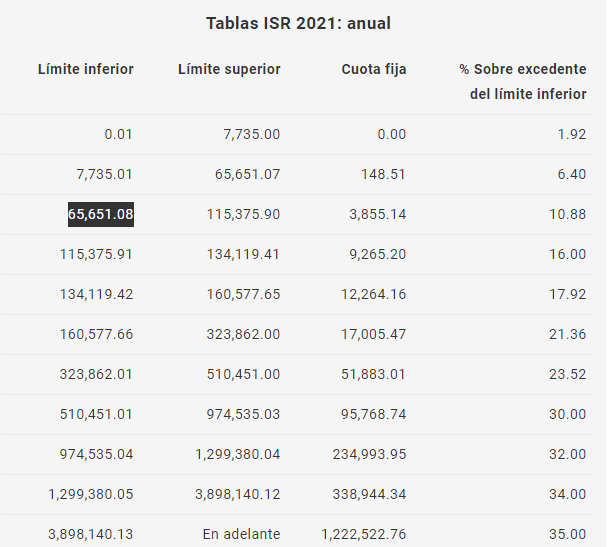 Tablas ISR 2021: anual
Límite inferior Límite superior Cuota fija % Sobre excedente
del límite inferior
0.01 7,735.00 0.00 1.92
7,735.01 65,651.07 148.51 6.40
65,651.08 115,375.90 3,855.14 10.88
115,375.91 134,119.41 9,265.20 16.00
134,119.42 160,577.65 12,264.16 17.92
160,577.66 323,862.00 17,005.47 21.36
323,862.01 510,451.00 51,883.01 23.52
510,451.01 974,535.03 95,768.74 30.00
974,535.04 1,299,380.04 234,993.95 32.00
1,299,380.05 3,898,140.12 338,944.34 34.00
3,898,140.13 En adelante 1,222,522.76 35.00